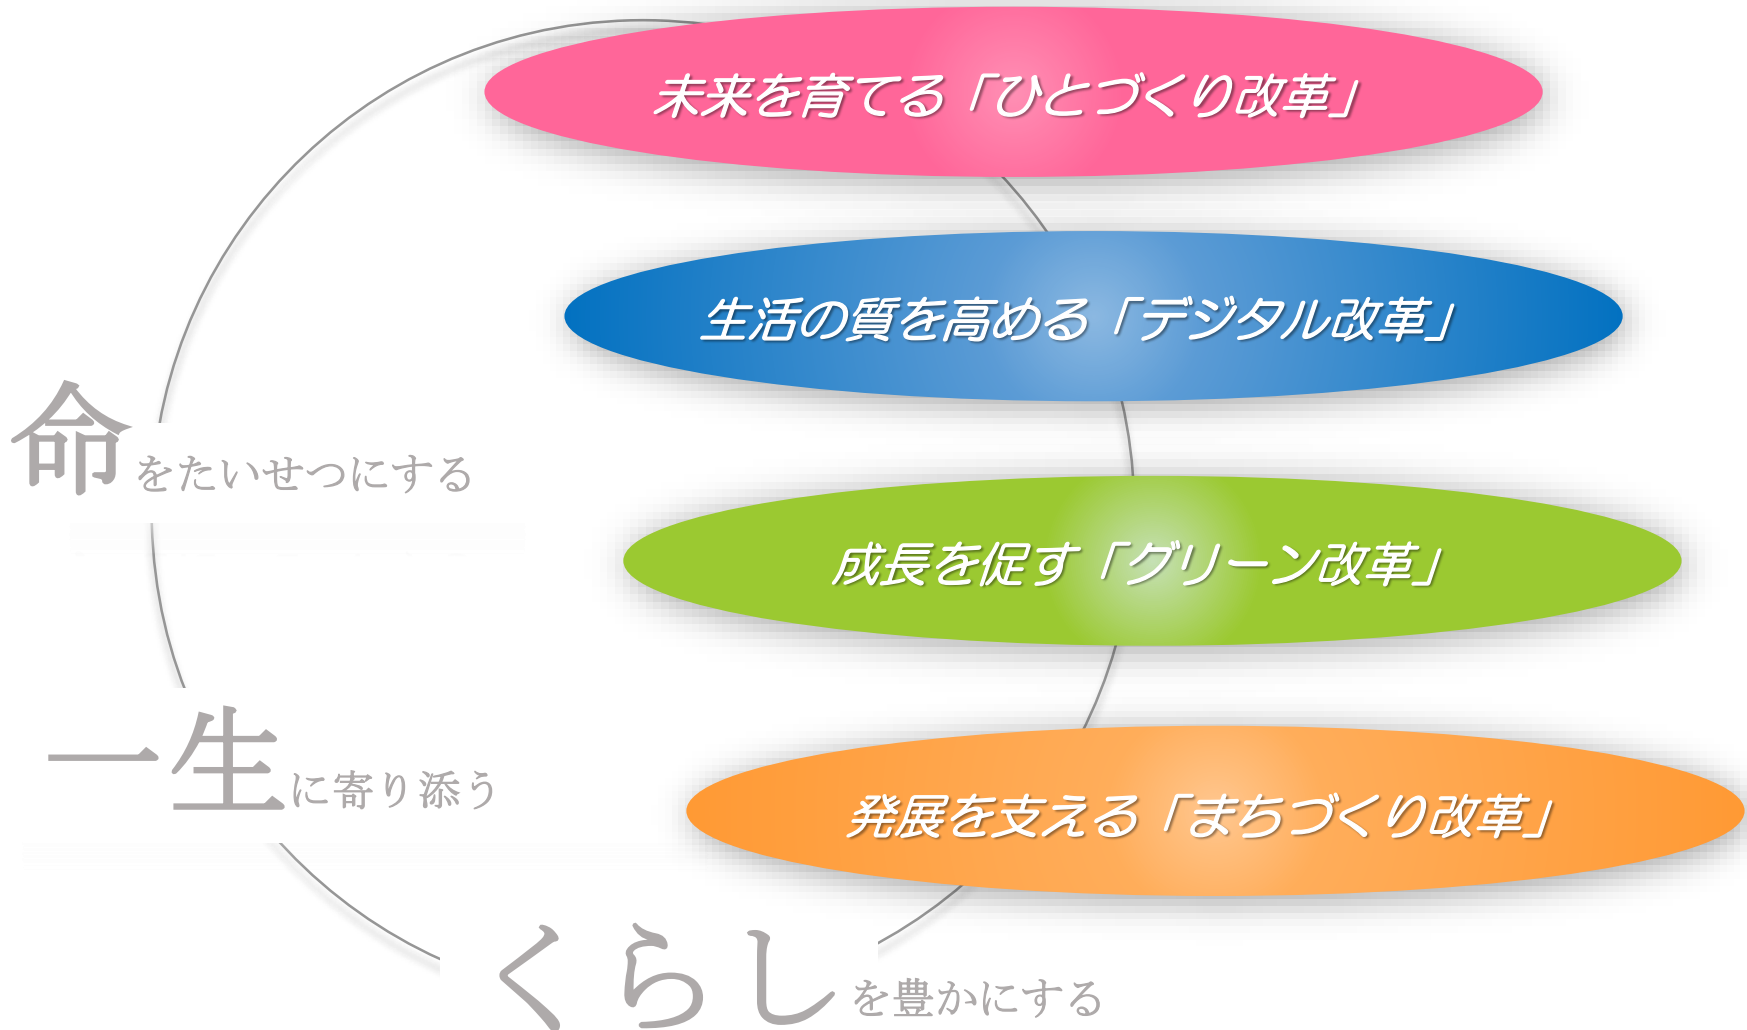 未来を育てる「ひとづくり改革」
生活の質を高める「デジタル改革」
命をたいせつにする
成長を促す「グリーン改革」
一生に寄り添う
発展を支える「まちづくり改革」
くらしを豊かにする